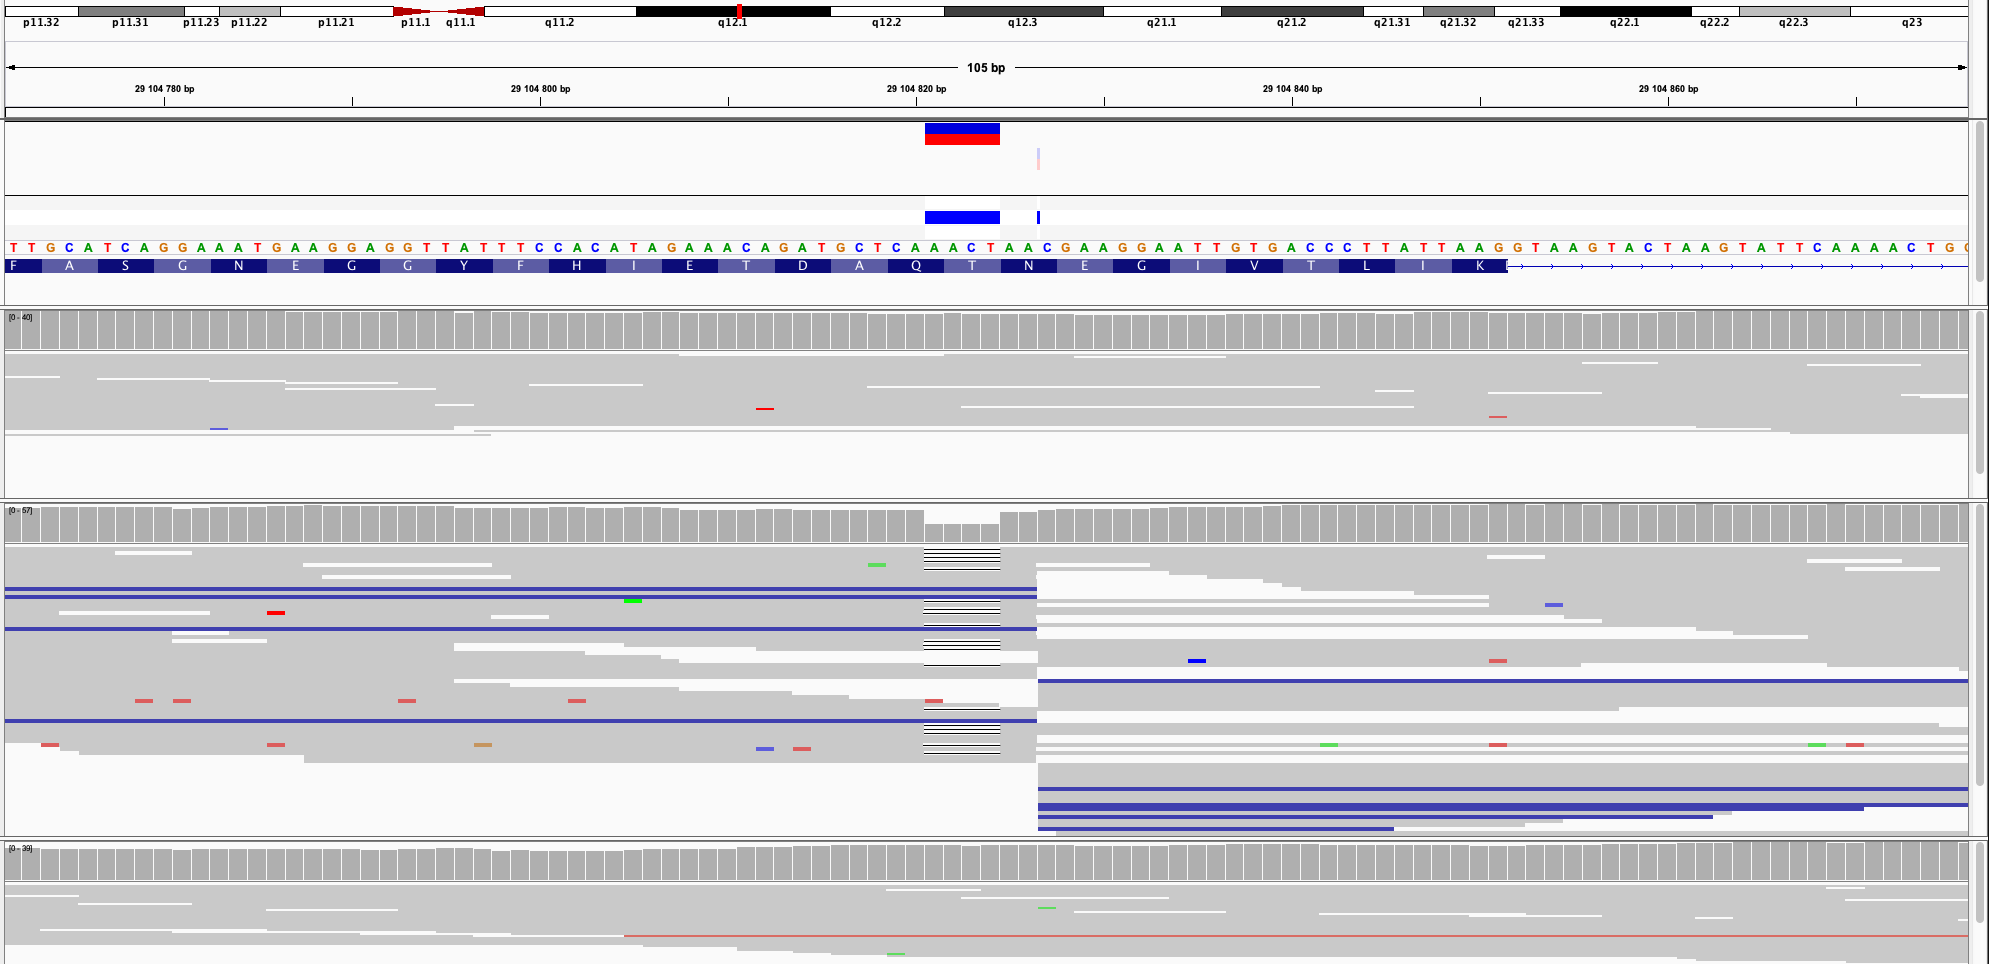 p11.32 p11.31 p11.23 p11.22 p11.21 p11.1 q11.1 q11.2 q12.1 q12.2 q12.3 q21.1 q21.2 q21.31 q21.32 q21.33 q22.1 q22.2 q22.3 q23
105 bp
29 104 780 bp 29 104 800 bp 29 104 820 bp 29 104 840 bp 29 104 860 bp
T T G C A T C A G G A A A T G A A G G A G G T T A T T T C C A C A T A G A A A C A G A T G C T C A A A C T A A C G A A G G A A T T G T G A C C C T T A T T A A G G T A A G T A C T A A G T A T T C A A A A C T G
F A S G N E G G Y F H I E T D A Q T N E G I V T L I K
[0 - 40]
[0 - 57]
[0 - 39]